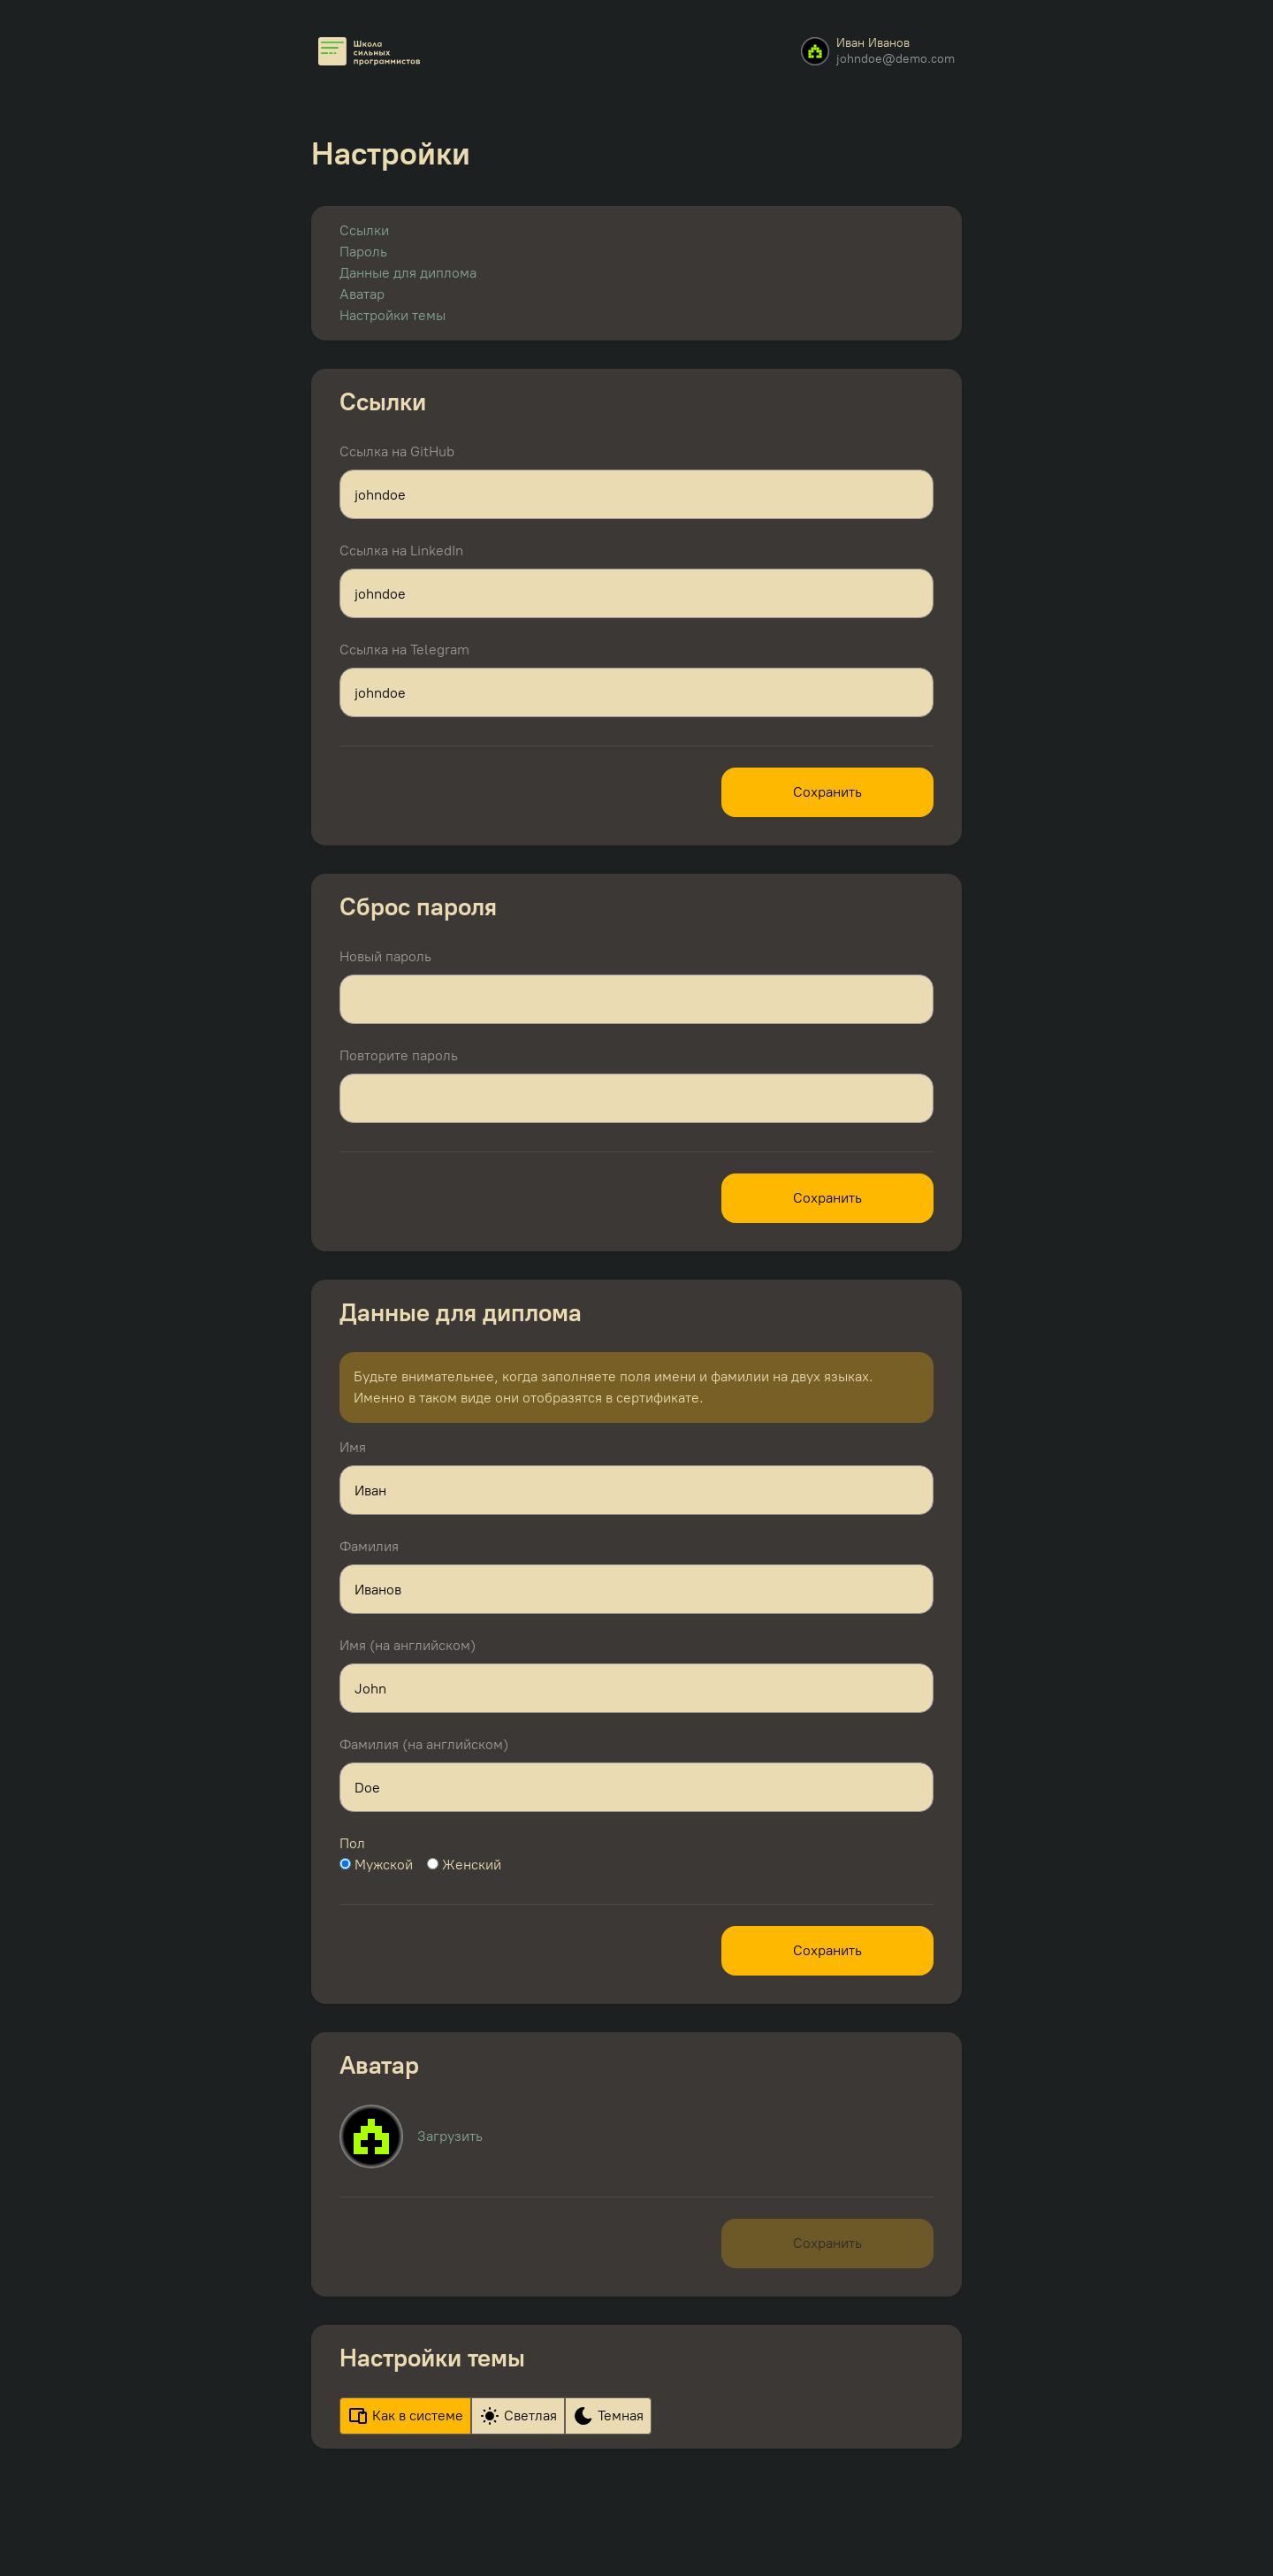 Школа
сильных
программистов
Иван Иванов
johndoe@demo.com
Настройки
Ссылки
Пароль
Данные для диплома
Аватар
Настройки темы
Ссылки
Ссылка на GitHub
johndoe
Ссылка на LinkedIn
johndoe
Ссылка на Telegram
johndoe
Сохранить
Сброс пароля
Новый пароль
Повторите пароль
Сохранить
Данные для диплома
Будьте внимательнее, когда заполняете поля имени и фамилии на двух языках.
Именно в таком виде они отобразятся в сертификате.
Имя
Иван
Фамилия
Иванов
Имя (на английском)
John
Фамилия (на английском)
Doe
Пол
Мужской Женский
Сохранить
Аватар
Загрузить
Сохранить
Настройки темы
Как в системе Светлая Темная